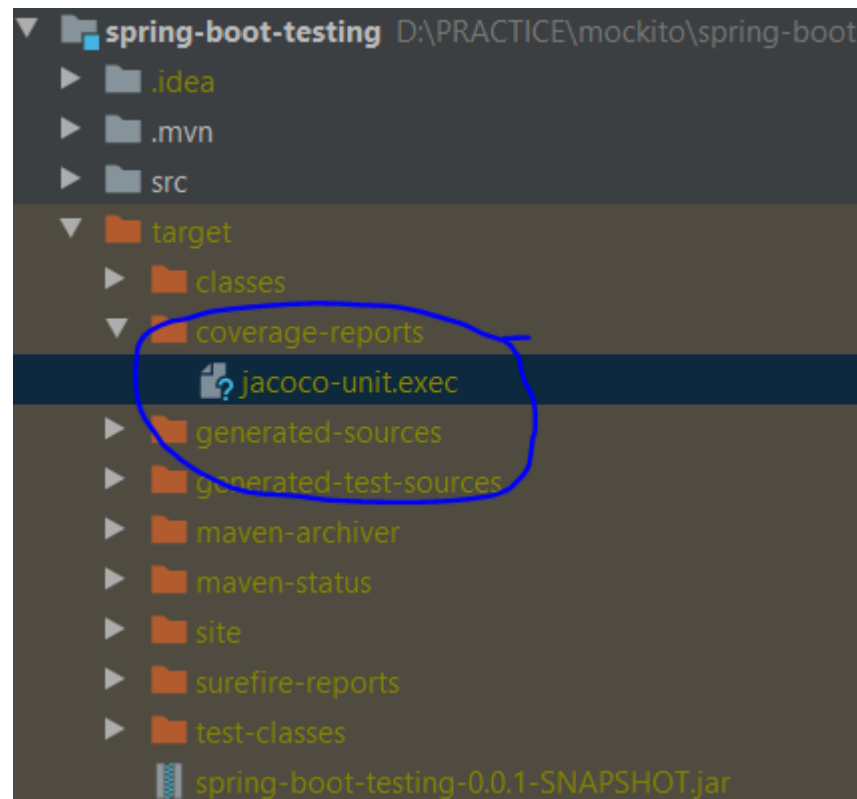 spring-boot-testing D:\PRACTICE\mockito\spring-boot
.idea
.mvn
src
target
classes
coverage-reports
jacoco-unit.exec
generated-sources
generated-test-sources
maven-archiver
maven-status
site
surefire-reports
test-classes
spring-boot-testing-0.0.1-SNAPSHOT.jar